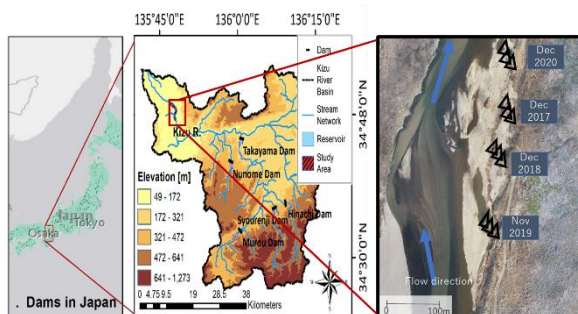 135°45'0"E 136°0'0"E 136°15'0"E
Japan
Osaka
Tokyo
. Dams in Japan
Kizu R.
Takayama Dam
Nunome Dam
Hinachi Dam
Syourenji Dam
Murou Dam
Elevation [m]
49 - 172
172 - 321
321 - 472
472 - 641
641 - 1,273
0 4.75 9.5 19 28.5 38
Kilometers
Dam
Kizu
River
Basin
Stream
Network
Reservoir
Study
Area
34°48'0"N
34°30'0"N
Dec
2020
Dec
2017
Dec
2018
Nov
2019
Flow direction
0 100m